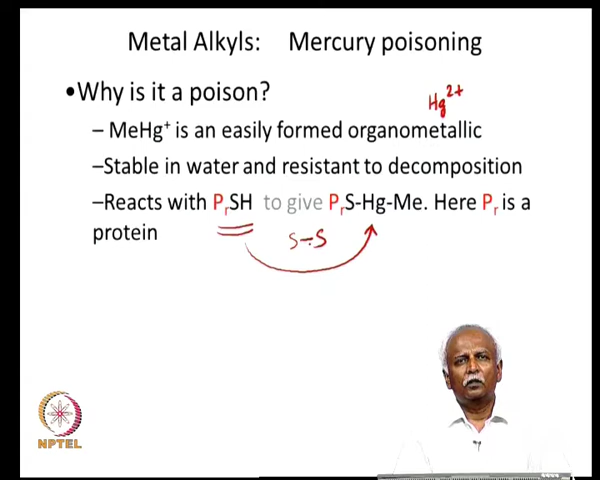 Metal Alkyls: Mercury poisoning
•Why is it a poison?
Hg2+
– MeHg+ is an easily formed organometallic
–Stable in water and resistant to decomposition
–Reacts with PrSH to give PrS-Hg-Me. Here Pr is a
protein
S-S
NPTEL